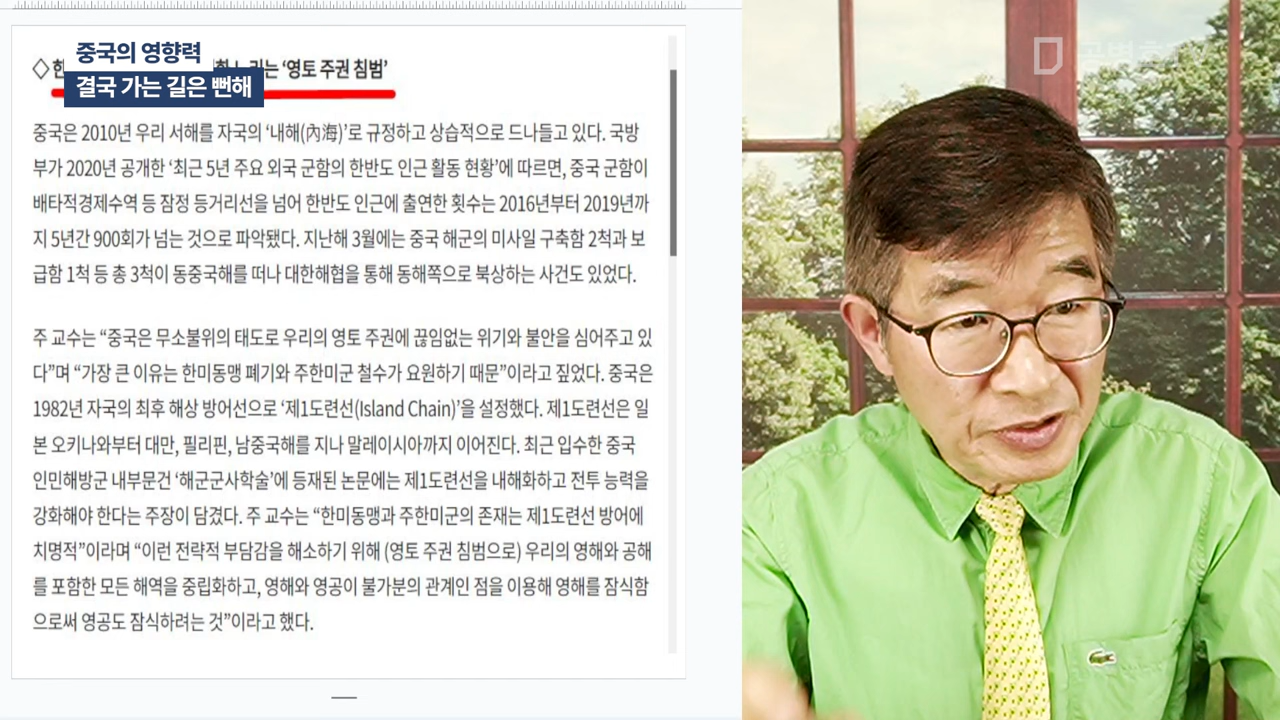 중국의 영향력
결국 가는 길은 뻔해
◇한 는 ‘영토 주권 침범’
중국은 2010년 우리 서해를 자국의 ‘내해(內海)’로 규정하고 상습적으로 드나들고 있다. 국방
부가 2020년 공개한 ‘최근 5년 주요 외국 군함의 한반도 인근 활동 현황’에 따르면, 중국 군함이
배타적경제수역 등 잠정 등거리선을 넘어 한반도 인근에 출연한 횟수는 2016년부터 2019년까
지 5년간 900회가 넘는 것으로 파악됐다. 지난해 3월에는 중국 해군의 미사일 구축함 2척과 보
급함 1척 등 총 3척이 동중국해를 떠나 대한해협을 통해 동해쪽으로 북상하는 사건도 있었다.
주 교수는 “중국은 무소불위의 태도로 우리의 영토 주권에 끊임없는 위기와 불안을 심어주고 있
다”며 “가장 큰 이유는 한미동맹 폐기와 주한미군 철수가 요원하기 때문”이라고 짚었다. 중국은
1982년 자국의 최후 해상 방어선으로 ‘제1도련선(Island Chain)’을 설정했다. 제1도련선은 일
본 오키나와부터 대만, 필리핀, 남중국해를 지나 말레이시아까지 이어진다. 최근 입수한 중국
인민해방군 내부문건 ‘해군군사학술’에 등재된 논문에는 제1도련선을 내해화하고 전투 능력을
강화해야 한다는 주장이 담겼다. 주 교수는 “한미동맹과 주한미군의 존재는 제1도련선 방어에
치명적”이라며 “이런 전략적 부담감을 해소하기 위해 (영토 주권 침범으로) 우리의 영해와 공해
를 포함한 모든 해역을 중립화하고, 영해와 영공이 불가분의 관계인 점을 이용해 영해를 잠식함
으로써 영공도 잠식하려는 것”이라고 했다.